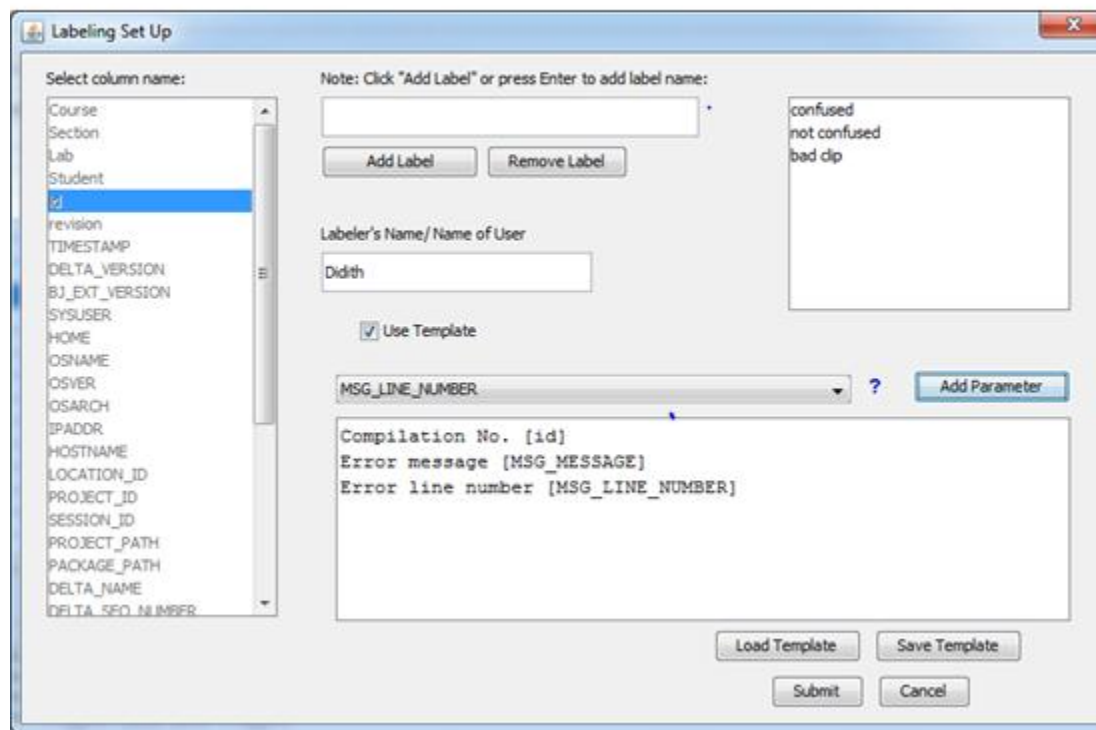 Labeling Set Up
Select column name:
Course
Section
Lab
Student
id
revision
TIMESTAMP
DELTA_VERSION
BJ_EXT_VERSION
SYSUSER
HOME
OSNAME
OSVER
OSARCH
IPADDR
HOSTNAME
LOCATION_ID
PROJECT_ID
SESSION_ID
PROJECT_PATH
PACKAGE_PATH
DELTA_NAME
DELTA_SEQ_NUMBER
Note: Click "Add Label" or press Enter to add label name:
Add Label
Remove Label
confused
not confused
bad clip
Labeler's Name/ Name of User
Didith
Use Template
MSG_LINE_NUMBER
?
Add Parameter
Compilation No. [id]
Error message [MSG_MESSAGE]
Error line number [MSG_LINE_NUMBER]
Load Template
Save Template
Submit
Cancel